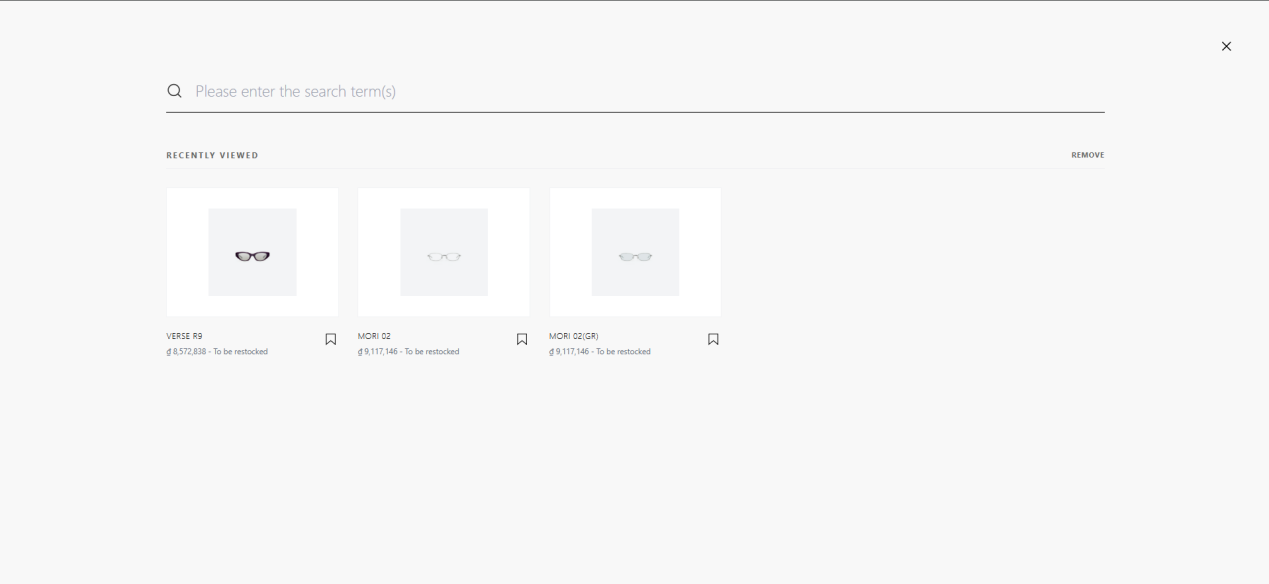 Please enter the search term(s)
RECENTLY VIEWED
REMOVE
VERSE R9
₫ 8,572,838 - To be restocked
MORI 02
₫ 9,117,146 - To be restocked
MORI 02(GR)
₫ 9,117,146 - To be restocked